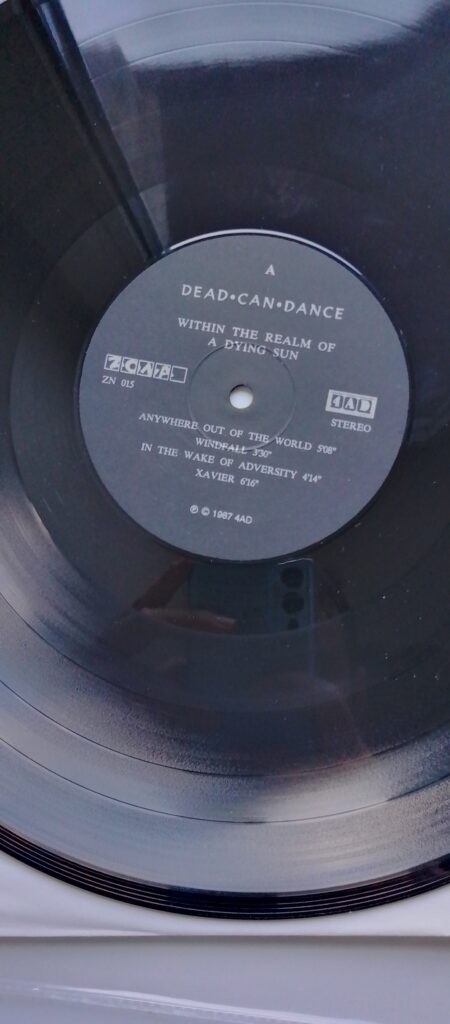 A
DEAD•CAN•DANCE
WITHIN THE REALM OF
A DYING SUN
ZN 015
4AD
STEREO
ANYWHERE OUT OF THE WORLD 5'08"
WINDFALL 3'30"
IN THE WAKE OF ADVERSITY 4'14"
XAVIER 6'16"
℗ © 1987 4AD